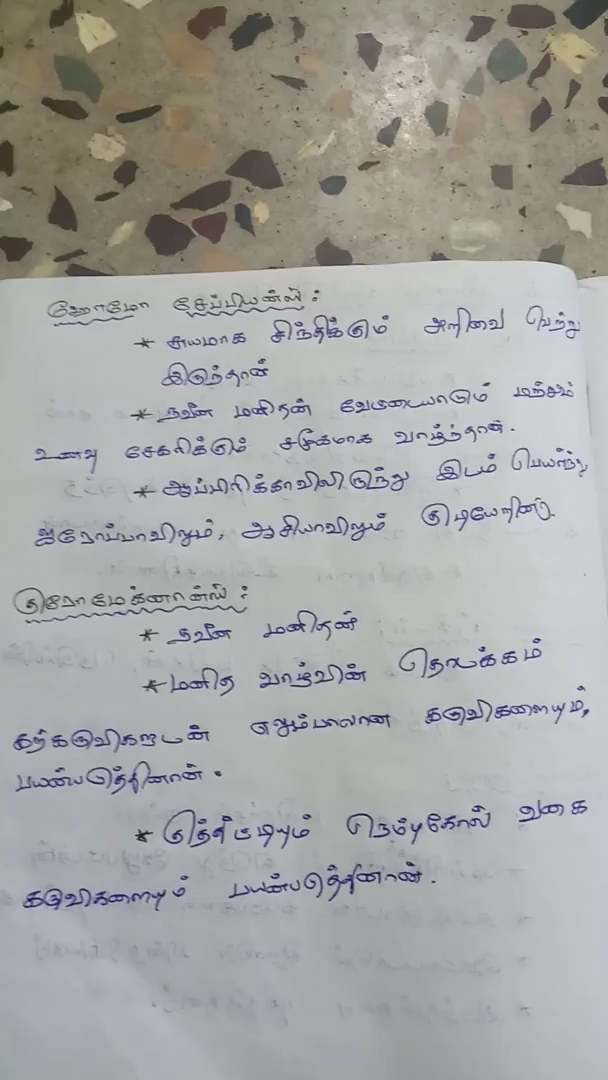 ஹோமோ சேப்பியன்ஸ் :
* சுயமாக சிந்திக்கும் அறிவை பெற்று
இருந்தான்
* நவீன மனிதன் வேட்டையாடும் மற்றும்
உணவு சேகரிக்கும் சமூகமாக வாழ்ந்தான்.
* ஆப்பிரிக்காவிலிருந்து இடம் பெயர்ந்து
ஐரோப்பாவிலும், ஆசியாவிலும் குடியேறினர்.
குரோமேக்னான்ஸ் :
* நவீன மனிதன்
* மனித வாழ்வின் தொடக்கம்
கற்கருவிகளுடன் எலும்பாலான கருவிகளையும்,
பயன்படுத்தினான்.
* குத்தீட்டியும் நெம்புகோல் வகை
கருவிகளையும் பயன்படுத்தினான்.